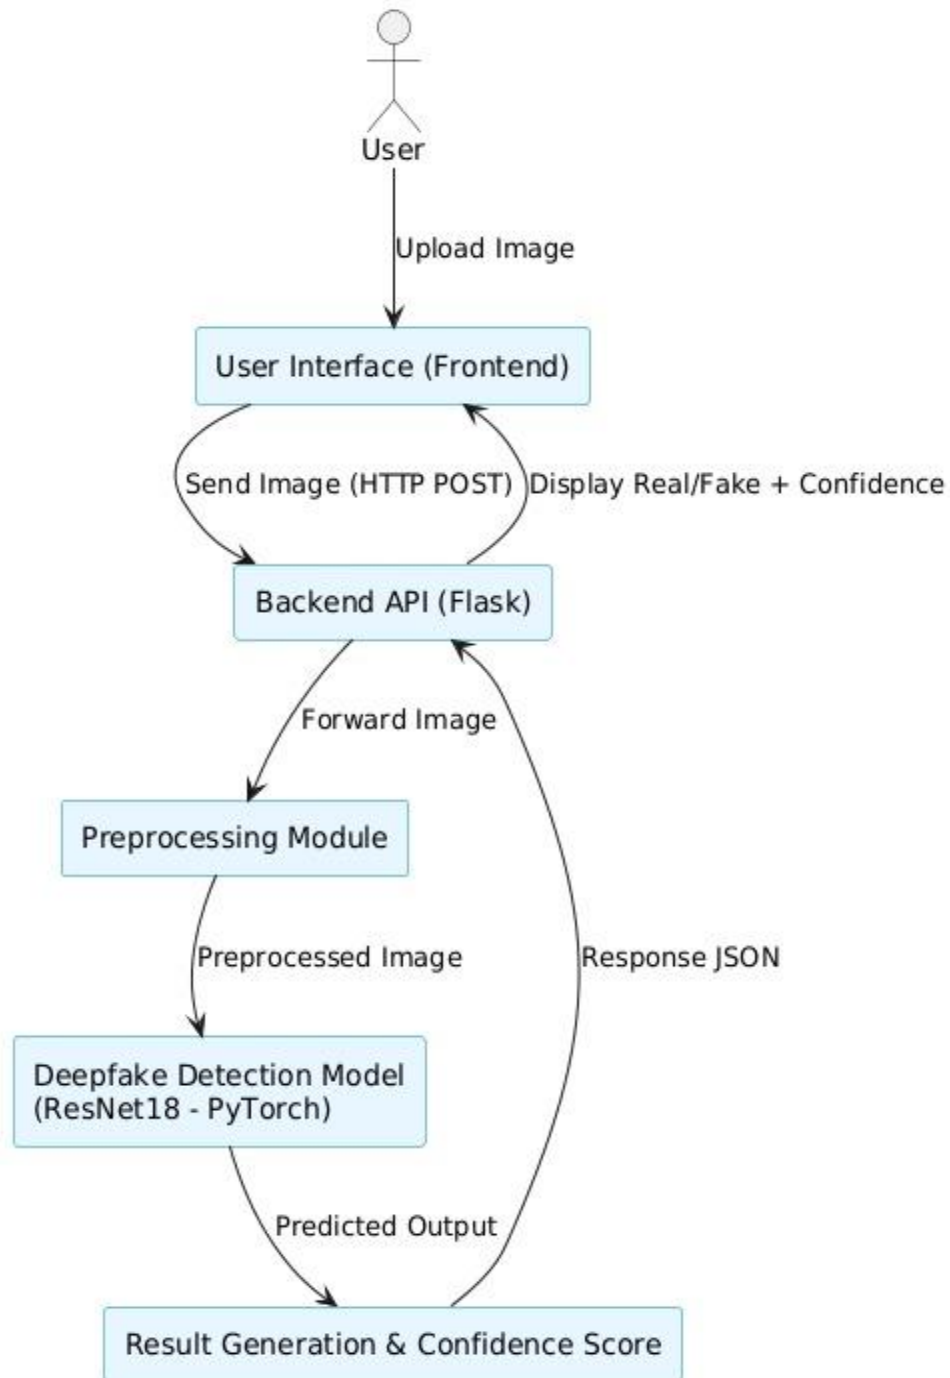 User
Upload Image
User Interface (Frontend)
Send Image (HTTP POST)
Display Real/Fake + Confidence
Backend API (Flask)
Forward Image
Preprocessing Module
Preprocessed Image
Response JSON
Deepfake Detection Model
(ResNet18 - PyTorch)
Predicted Output
Result Generation & Confidence Score